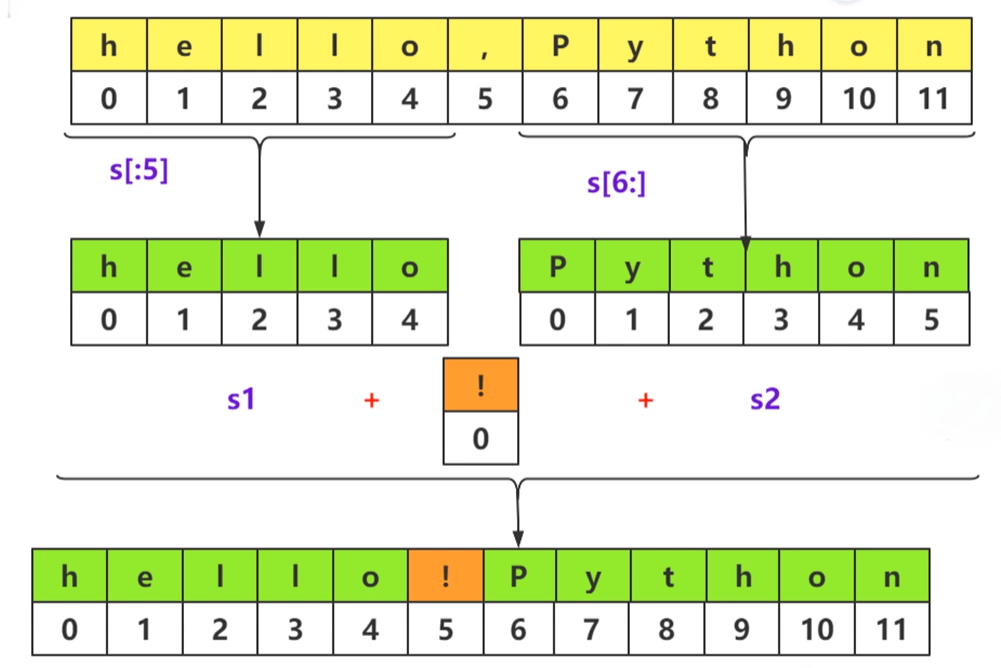 h e l l o , P y t h o n
0 1 2 3 4 5 6 7 8 9 10 11
s[:5]
s[6:]
h e l l o P y t h o n
0 1 2 3 4 0 1 2 3 4 5
!
s1 + + s2
0
h e l l o ! P y t h o n
0 1 2 3 4 5 6 7 8 9 10 11